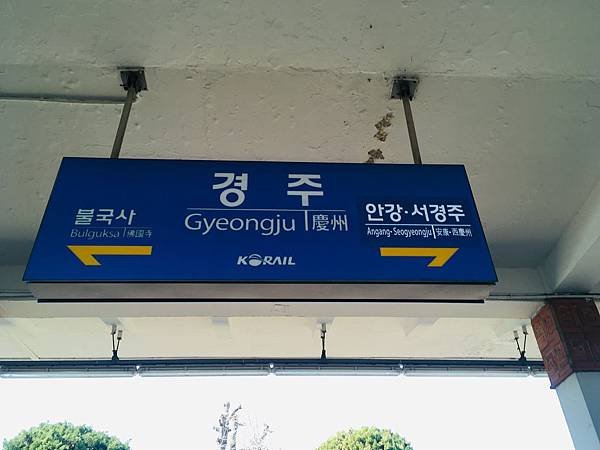 경 주
Gyeongju 慶州
불국사
Bulguksa 佛國寺
안강·서경주
Angang·Seogyeongju 安康·西慶州
KORAIL